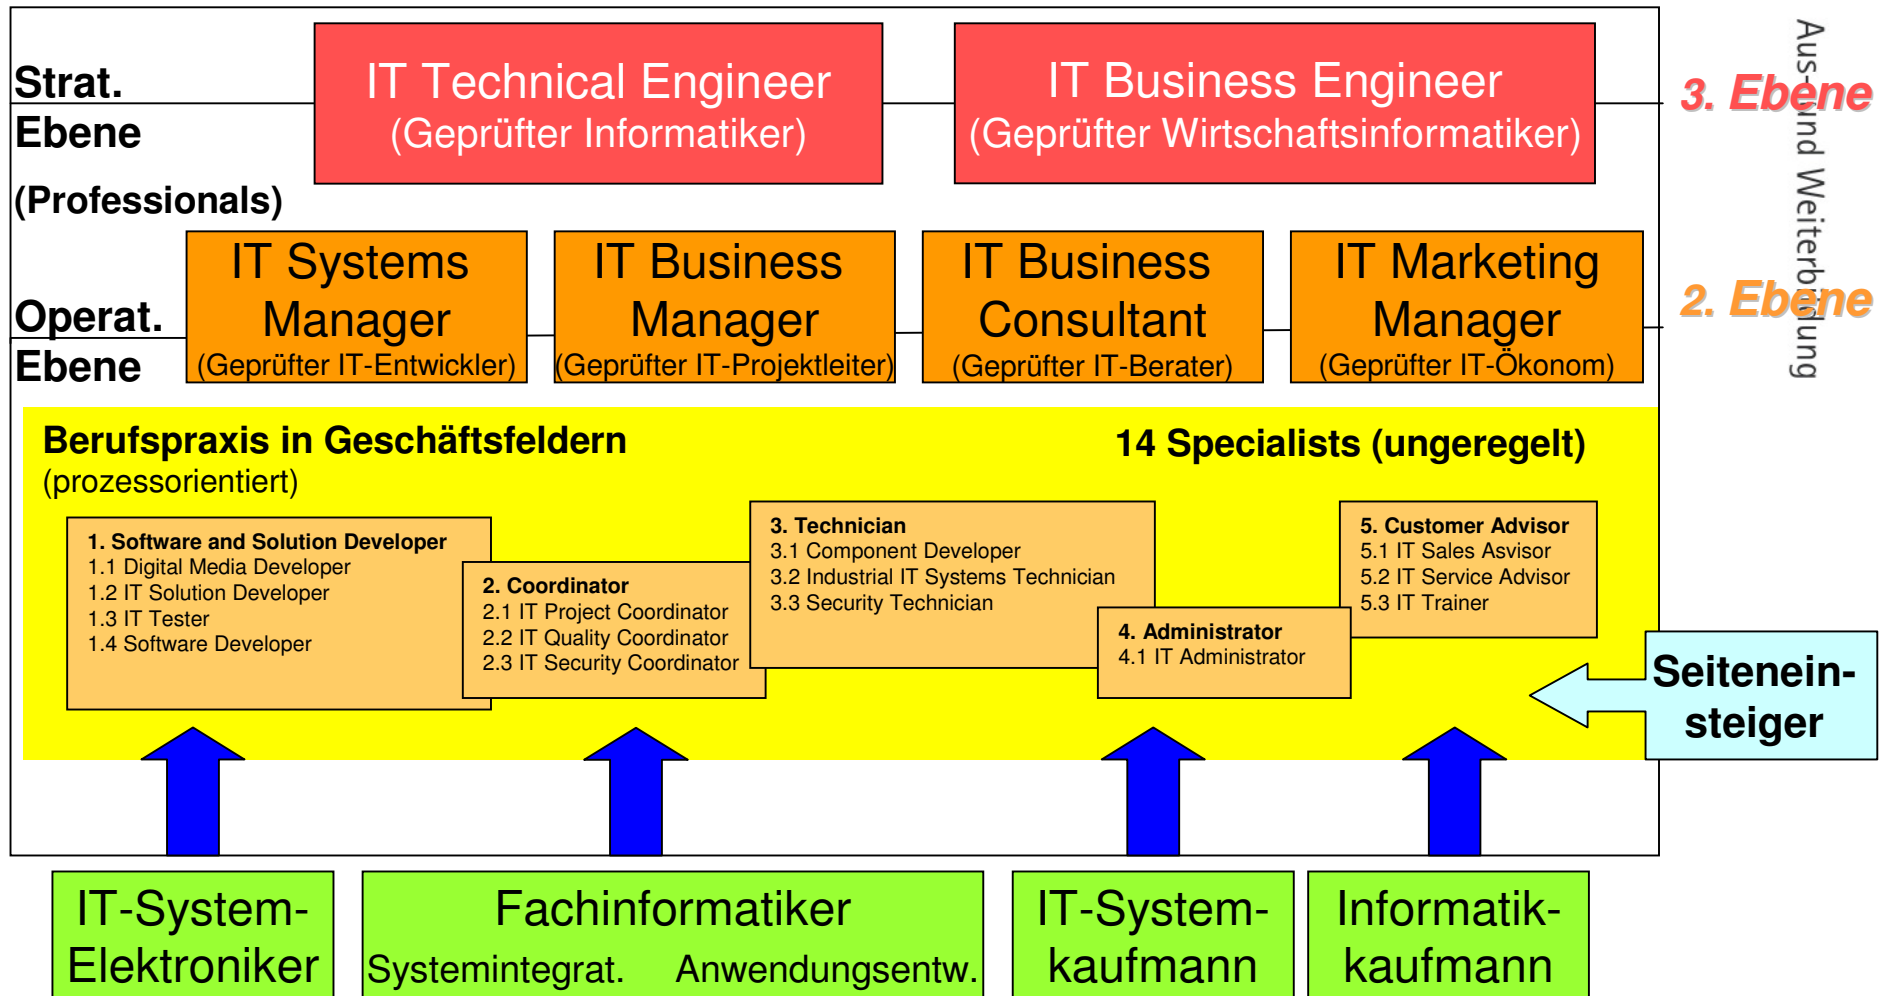 Strat.
Ebene
(Professionals)
IT Technical Engineer
(Geprüfter Informatiker)
IT Business Engineer
(Geprüfter Wirtschaftsinformatiker)
3. Ebene
Aus- und Weiterbildung
Operat.
Ebene
IT Systems
Manager
(Geprüfter IT-Entwickler)
IT Business
Manager
(Geprüfter IT-Projektleiter)
IT Business
Consultant
(Geprüfter IT-Berater)
IT Marketing
Manager
(Geprüfter IT-Ökonom)
2. Ebene
Berufspraxis in Geschäftsfeldern
(prozessorientiert)
14 Specialists (ungeregelt)
1. Software and Solution Developer
1.1 Digital Media Developer
1.2 IT Solution Developer
1.3 IT Tester
1.4 Software Developer
2. Coordinator
2.1 IT Project Coordinator
2.2 IT Quality Coordinator
2.3 IT Security Coordinator
3. Technician
3.1 Component Developer
3.2 Industrial IT Systems Technician
3.3 Security Technician
4. Administrator
4.1 IT Administrator
5. Customer Advisor
5.1 IT Sales Asvisor
5.2 IT Service Advisor
5.3 IT Trainer
Seitenein-
steiger
IT-System-
Elektroniker
Fachinformatiker
Systemintegrat. Anwendungsentw.
IT-System-
kaufmann
Informatik-
kaufmann